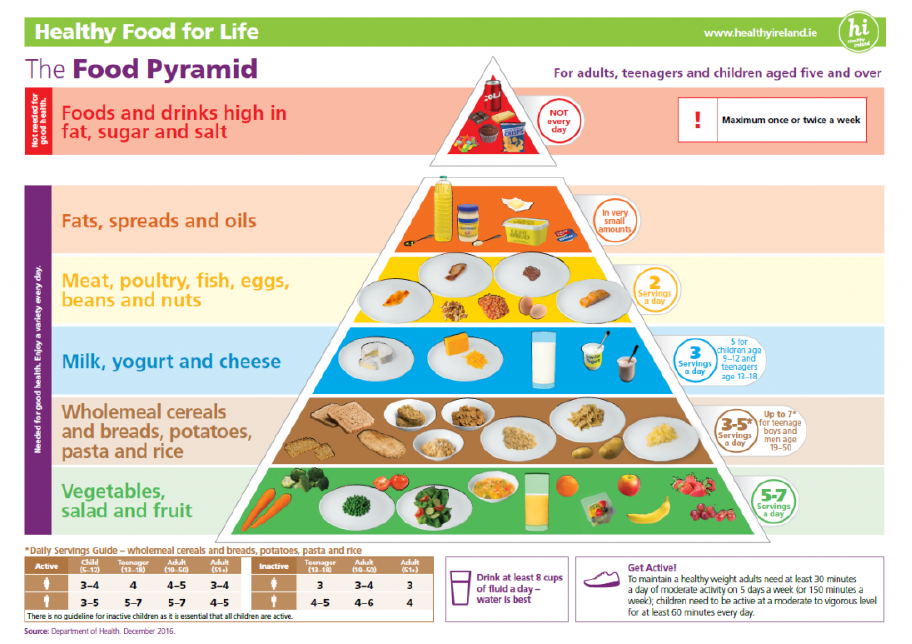 Healthy Food for Life
www.healthyireland.ie
hi
The Food Pyramid
For adults, teenagers and children aged five and over
Not needed for
good health.
Foods and drinks high in
fat, sugar and salt
NOT
every
day
!
Maximum once or twice a week
Needed for good health. Enjoy a variety every day.
Fats, spreads and oils
In very
small
amounts
Meat, poultry, fish, eggs,
beans and nuts
2
Servings
a day
Milk, yogurt and cheese
3
Servings
a day
5 for
children age
9–12 and
teenagers
age 13–18
Wholemeal cereals
and breads, potatoes,
pasta and rice
3-5*
Servings
a day
Up to 7*
for teenage
boys and
men age
19–50
Vegetables,
salad and fruit
5-7
Servings
a day
*Daily Servings Guide – wholemeal cereals and breads, potatoes, pasta and rice
Active Child (5–12) Teenager (13–18) Adult (19–50) Adult (51+)
3–4 4 4–5 3–4
3–5 5–7 5–7 4–5
Inactive Teenager (13–18) Adult (19–50) Adult (51+)
3 3–4 3
4–5 4–6 4
There is no guideline for inactive children as it is essential that all children are active.
Drink at least 8 cups
of fluid a day –
water is best
Get Active!
To maintain a healthy weight adults need at least 30 minutes
a day of moderate activity on 5 days a week (or 150 minutes a
week); children need to be active at a moderate to vigorous level
for at least 60 minutes every day.
Source: Department of Health. December 2016.